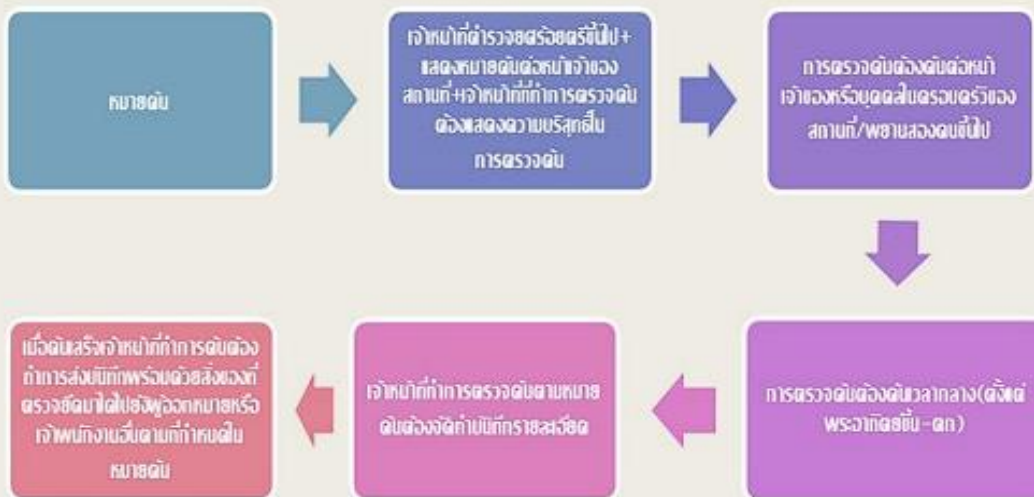 หมายค้น
เจ้าหน้าที่ตำรวจยศร้อยตรีขึ้นไป+
แสดงหมายค้นต่อหน้าเจ้าของ
สถานที่+เจ้าหน้าที่ที่ทำการตรวจค้น
ต้องแสดงความบริสุทธิ์ใน
การตรวจค้น
การตรวจค้นต้องค้นต่อหน้า
เจ้าของหรือบุคคลในครอบครัวของ
สถานที่/พยานสองคนขึ้นไป
การตรวจค้นต้องค้นเวลากลาง(ตั้งแต่
พระอาทิตยขึ้น-ตก)
เจ้าหน้าที่ทำการตรวจค้นตามหมาย
ค้นต้องจัดทำบันทึกรายละเอียด
เมื่อค้นเสร็จเจ้าหน้าที่ทำการค้นต้อง
ทำการส่งบันทึกพร้อมด้วยสิ่งของที่
ตรวจยึดมาได้ไปยังผู้ออกหมายหรือ
เจ้าพนักงานอื่นตามที่กำหนดใน
หมายค้น